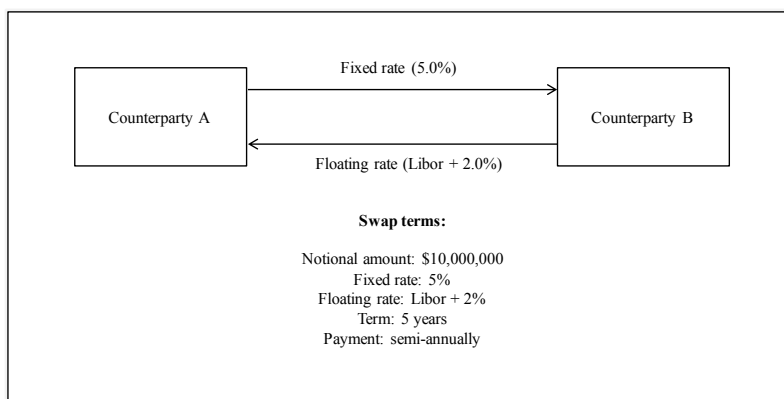 Fixed rate (5.0%)
Counterparty A
Counterparty B
Floating rate (Libor + 2.0%)
Swap terms:
Notional amount: $10,000,000
Fixed rate: 5%
Floating rate: Libor + 2%
Term: 5 years
Payment: semi-annually